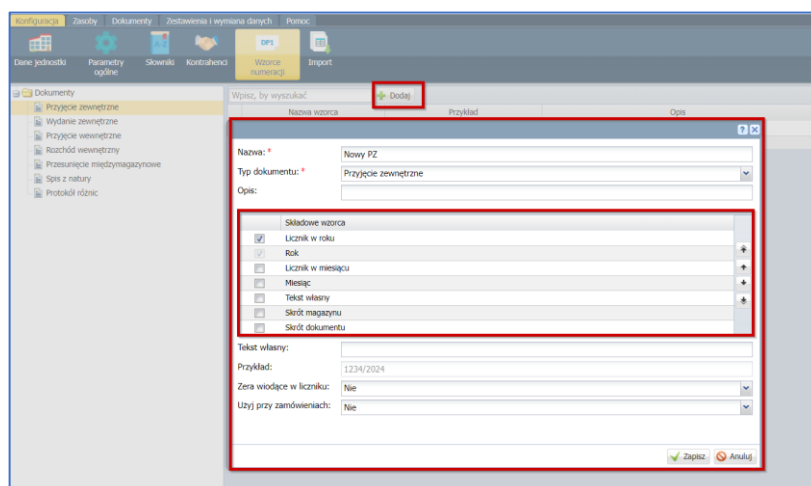 Konfiguracja Zasoby Dokumenty Zestawienia i wymiana danych Pomoc
A-Z DPS
Dane jednostki Parametry ogólne Słowniki Kontrahenci Wzorce numeracji Import
Dokumenty
Przyjęcie zewnętrzne
Wydanie zewnętrzne
Przyjęcie wewnętrzne
Rozchód wewnętrzny
Przesunięcie międzymagazynowe
Spis z natury
Protokół różnic
Wpisz, by wyszukać Dodaj
Nazwa wzorca Przykład Opis
Nazwa: * Nowy PZ
Typ dokumentu: * Przyjęcie zewnętrzne
Opis:
Składowe wzorca
Licznik w roku
Rok
Licznik w miesiącu
Miesiąc
Tekst własny
Skrót magazynu
Skrót dokumentu
Tekst własny:
Przykład: 1234/2024
Zera wiodące w liczniku: Nie
Użyj przy zamówieniach: Nie
Zapisz Anuluj